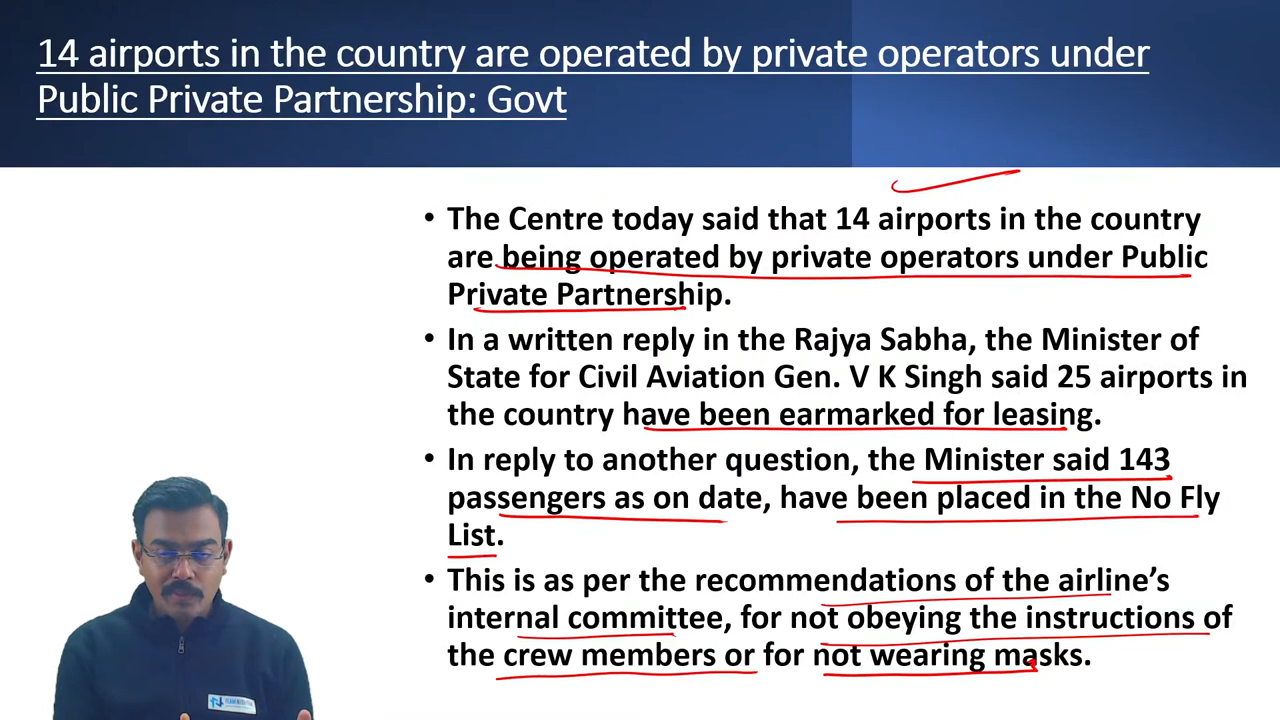 14 airports in the country are operated by private operators under
Public Private Partnership: Govt
• The Centre today said that 14 airports in the country
are being operated by private operators under Public
Private Partnership.
• In a written reply in the Rajya Sabha, the Minister of
State for Civil Aviation Gen. V K Singh said 25 airports in
the country have been earmarked for leasing.
• In reply to another question, the Minister said 143
passengers as on date, have been placed in the No Fly
List.
• This is as per the recommendations of the airline’s
internal committee, for not obeying the instructions of
the crew members or for not wearing masks.